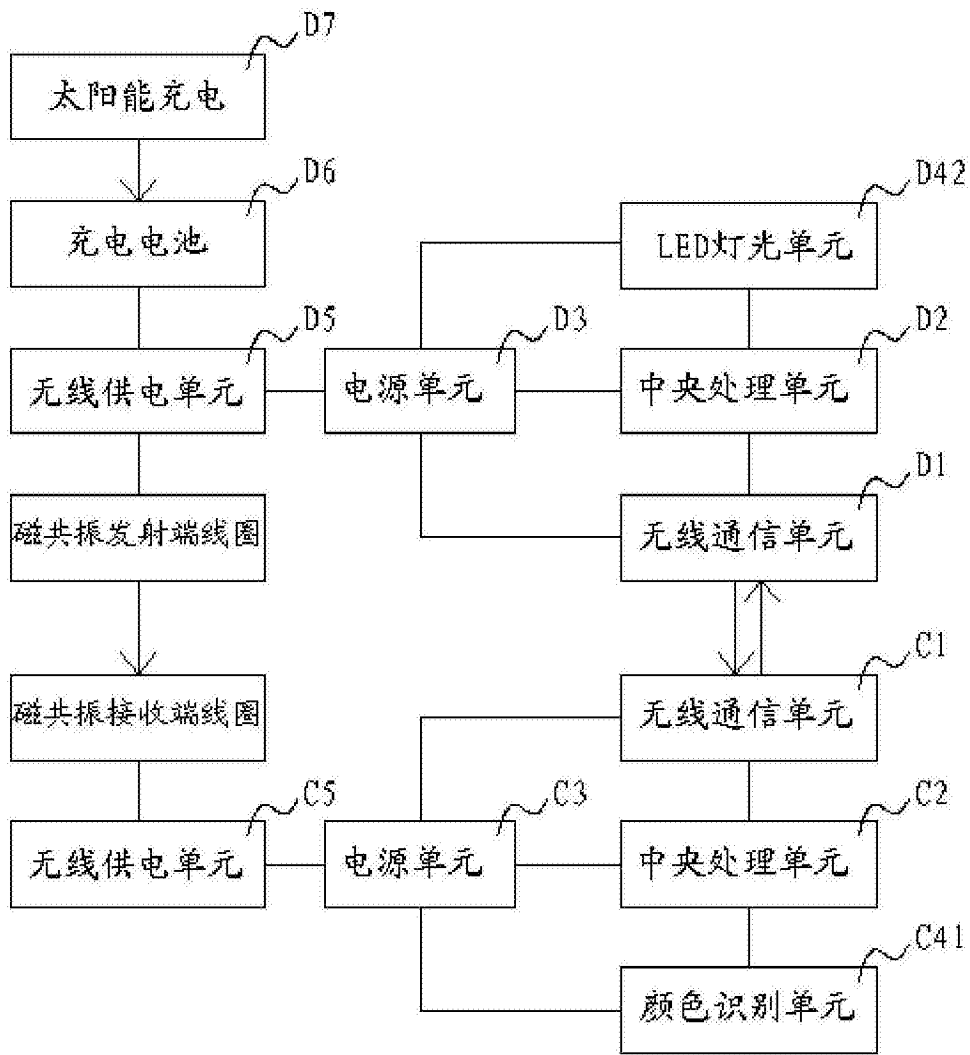 D7
太阳能充电
D6
充电电池
D42
LED灯光单元
D5
无线供电单元
D3
电源单元
D2
中央处理单元
D1
磁共振发射端线圈
无线通信单元
C1
磁共振接收端线圈
无线通信单元
C5
无线供电单元
C3
电源单元
C2
中央处理单元
C41
颜色识别单元